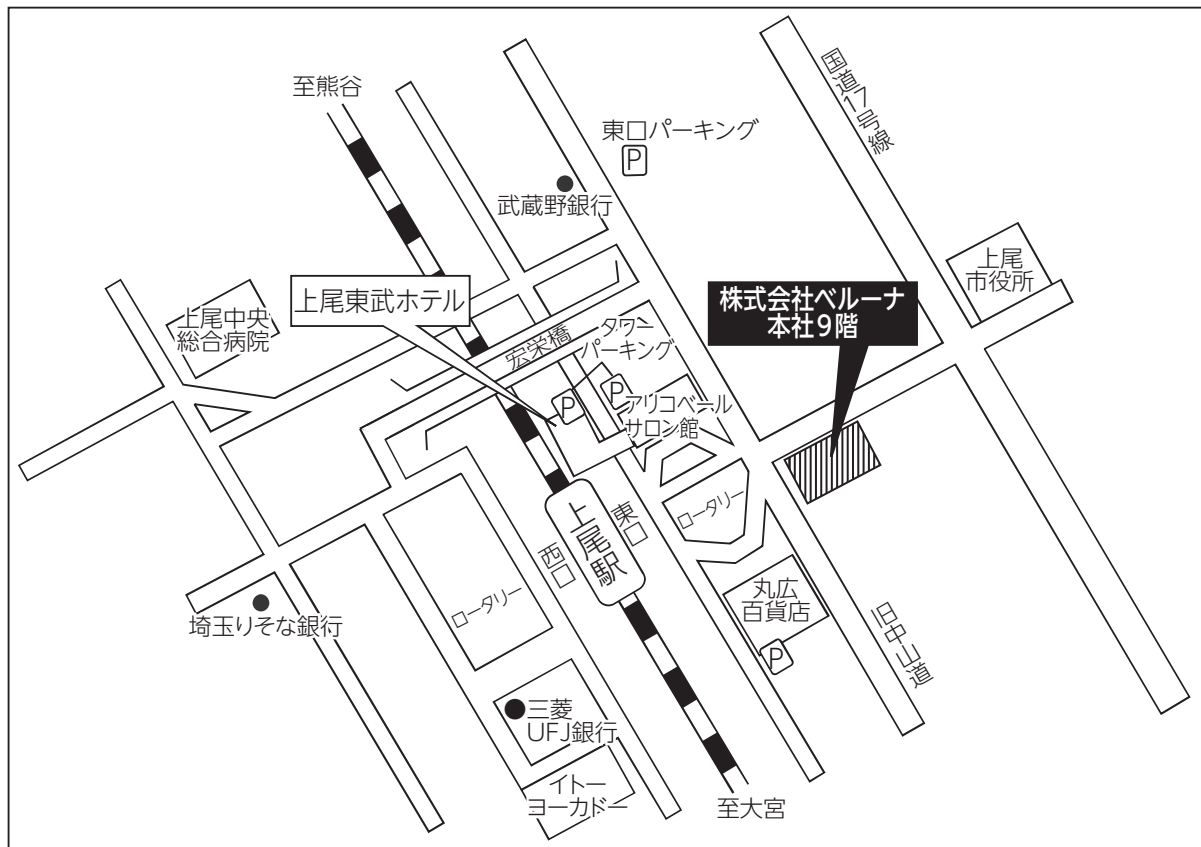 至熊谷
国道17号線
東口パーキング
P
武蔵野銀行
上尾
市役所
上尾東武ホテル
株式会社ベルーナ
本社9階
上尾中央
総合病院
宏栄橋
タワー
パーキング
P
P
アリコベール
サロン館
ロータリー
上尾駅
東口
西口
ロータリー
丸広
百貨店
P
旧中山道
埼玉りそな銀行
三菱
UFJ銀行
イトー
ヨーカドー
至大宮